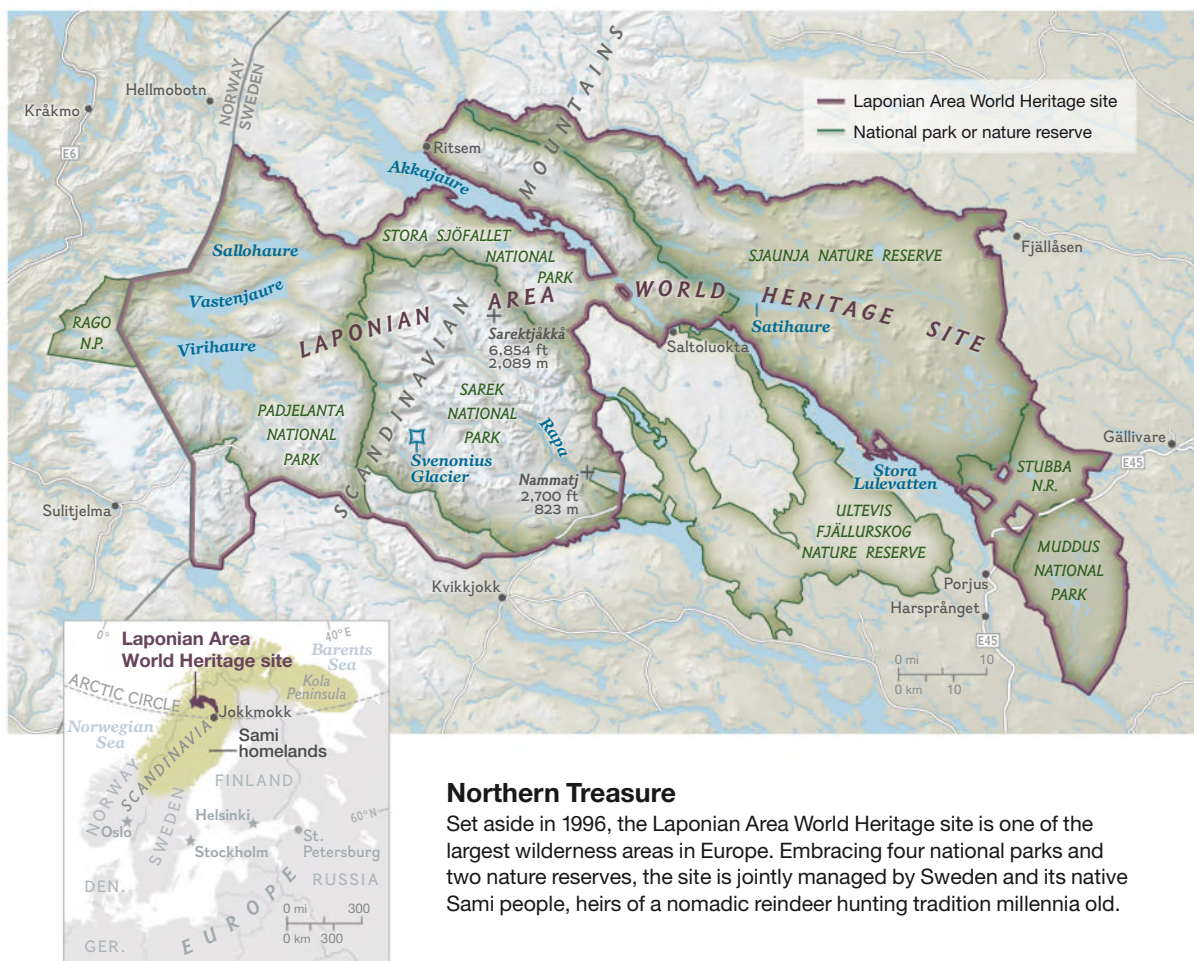 Laponian Area World Heritage site
National park or nature reserve
NORWAY
SWEDEN
Hellmobotn
Kråkmo
E6
Ritsem
Akkajaure
MOUNTAINS
STORA SJÖFALLET
NATIONAL
PARK
SJAUNJA NATURE RESERVE
Fjällåsen
Sallohaure
Vastenjaure
Virihaure
RAGO
N.P.
LAPONIAN AREA WORLD HERITAGE SITE
SCANDINAVIAN
Sarektjåkkå
6,854 ft
2,089 m
Satihaure
Saltoluokta
PADJELANTA
NATIONAL
PARK
SAREK
NATIONAL
PARK
Rapa
Svenonius
Glacier
Nammatj
2,700 ft
823 m
Stora
Lulevatten
Gällivare
E45
STUBBA
N.R.
Sulitjelma
ULTEVIS
FJÄLLURSKOG
NATURE RESERVE
MUDDUS
NATIONAL
PARK
Kvikkjokk
Porjus
Harsprånget
E45
0 mi 10
0 km 10
0°
40°E
Laponian Area
World Heritage site
Barents
Sea
Kola
Peninsula
ARCTIC CIRCLE
Jokkmokk
Norwegian
Sea
Sami
homelands
SCANDINAVIA
NORWAY
SWEDEN
FINLAND
60°N
Oslo
Helsinki
Stockholm
St.
Petersburg
RUSSIA
DEN.
EUROPE
GER.
0 mi 300
0 km 300
Northern Treasure
Set aside in 1996, the Laponian Area World Heritage site is one of the
largest wilderness areas in Europe. Embracing four national parks and
two nature reserves, the site is jointly managed by Sweden and its native
Sami people, heirs of a nomadic reindeer hunting tradition millennia old.